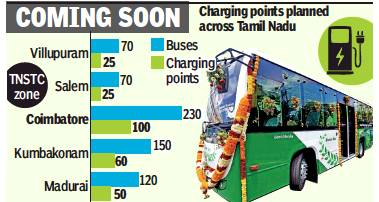 COMING SOON
Charging points planned
across Tamil Nadu
TNSTC
zone
Buses
Charging
points
Villupuram 70
25
Salem 70
25
Coimbatore 230
100
Kumbakonam 150
60
Madurai 120
50